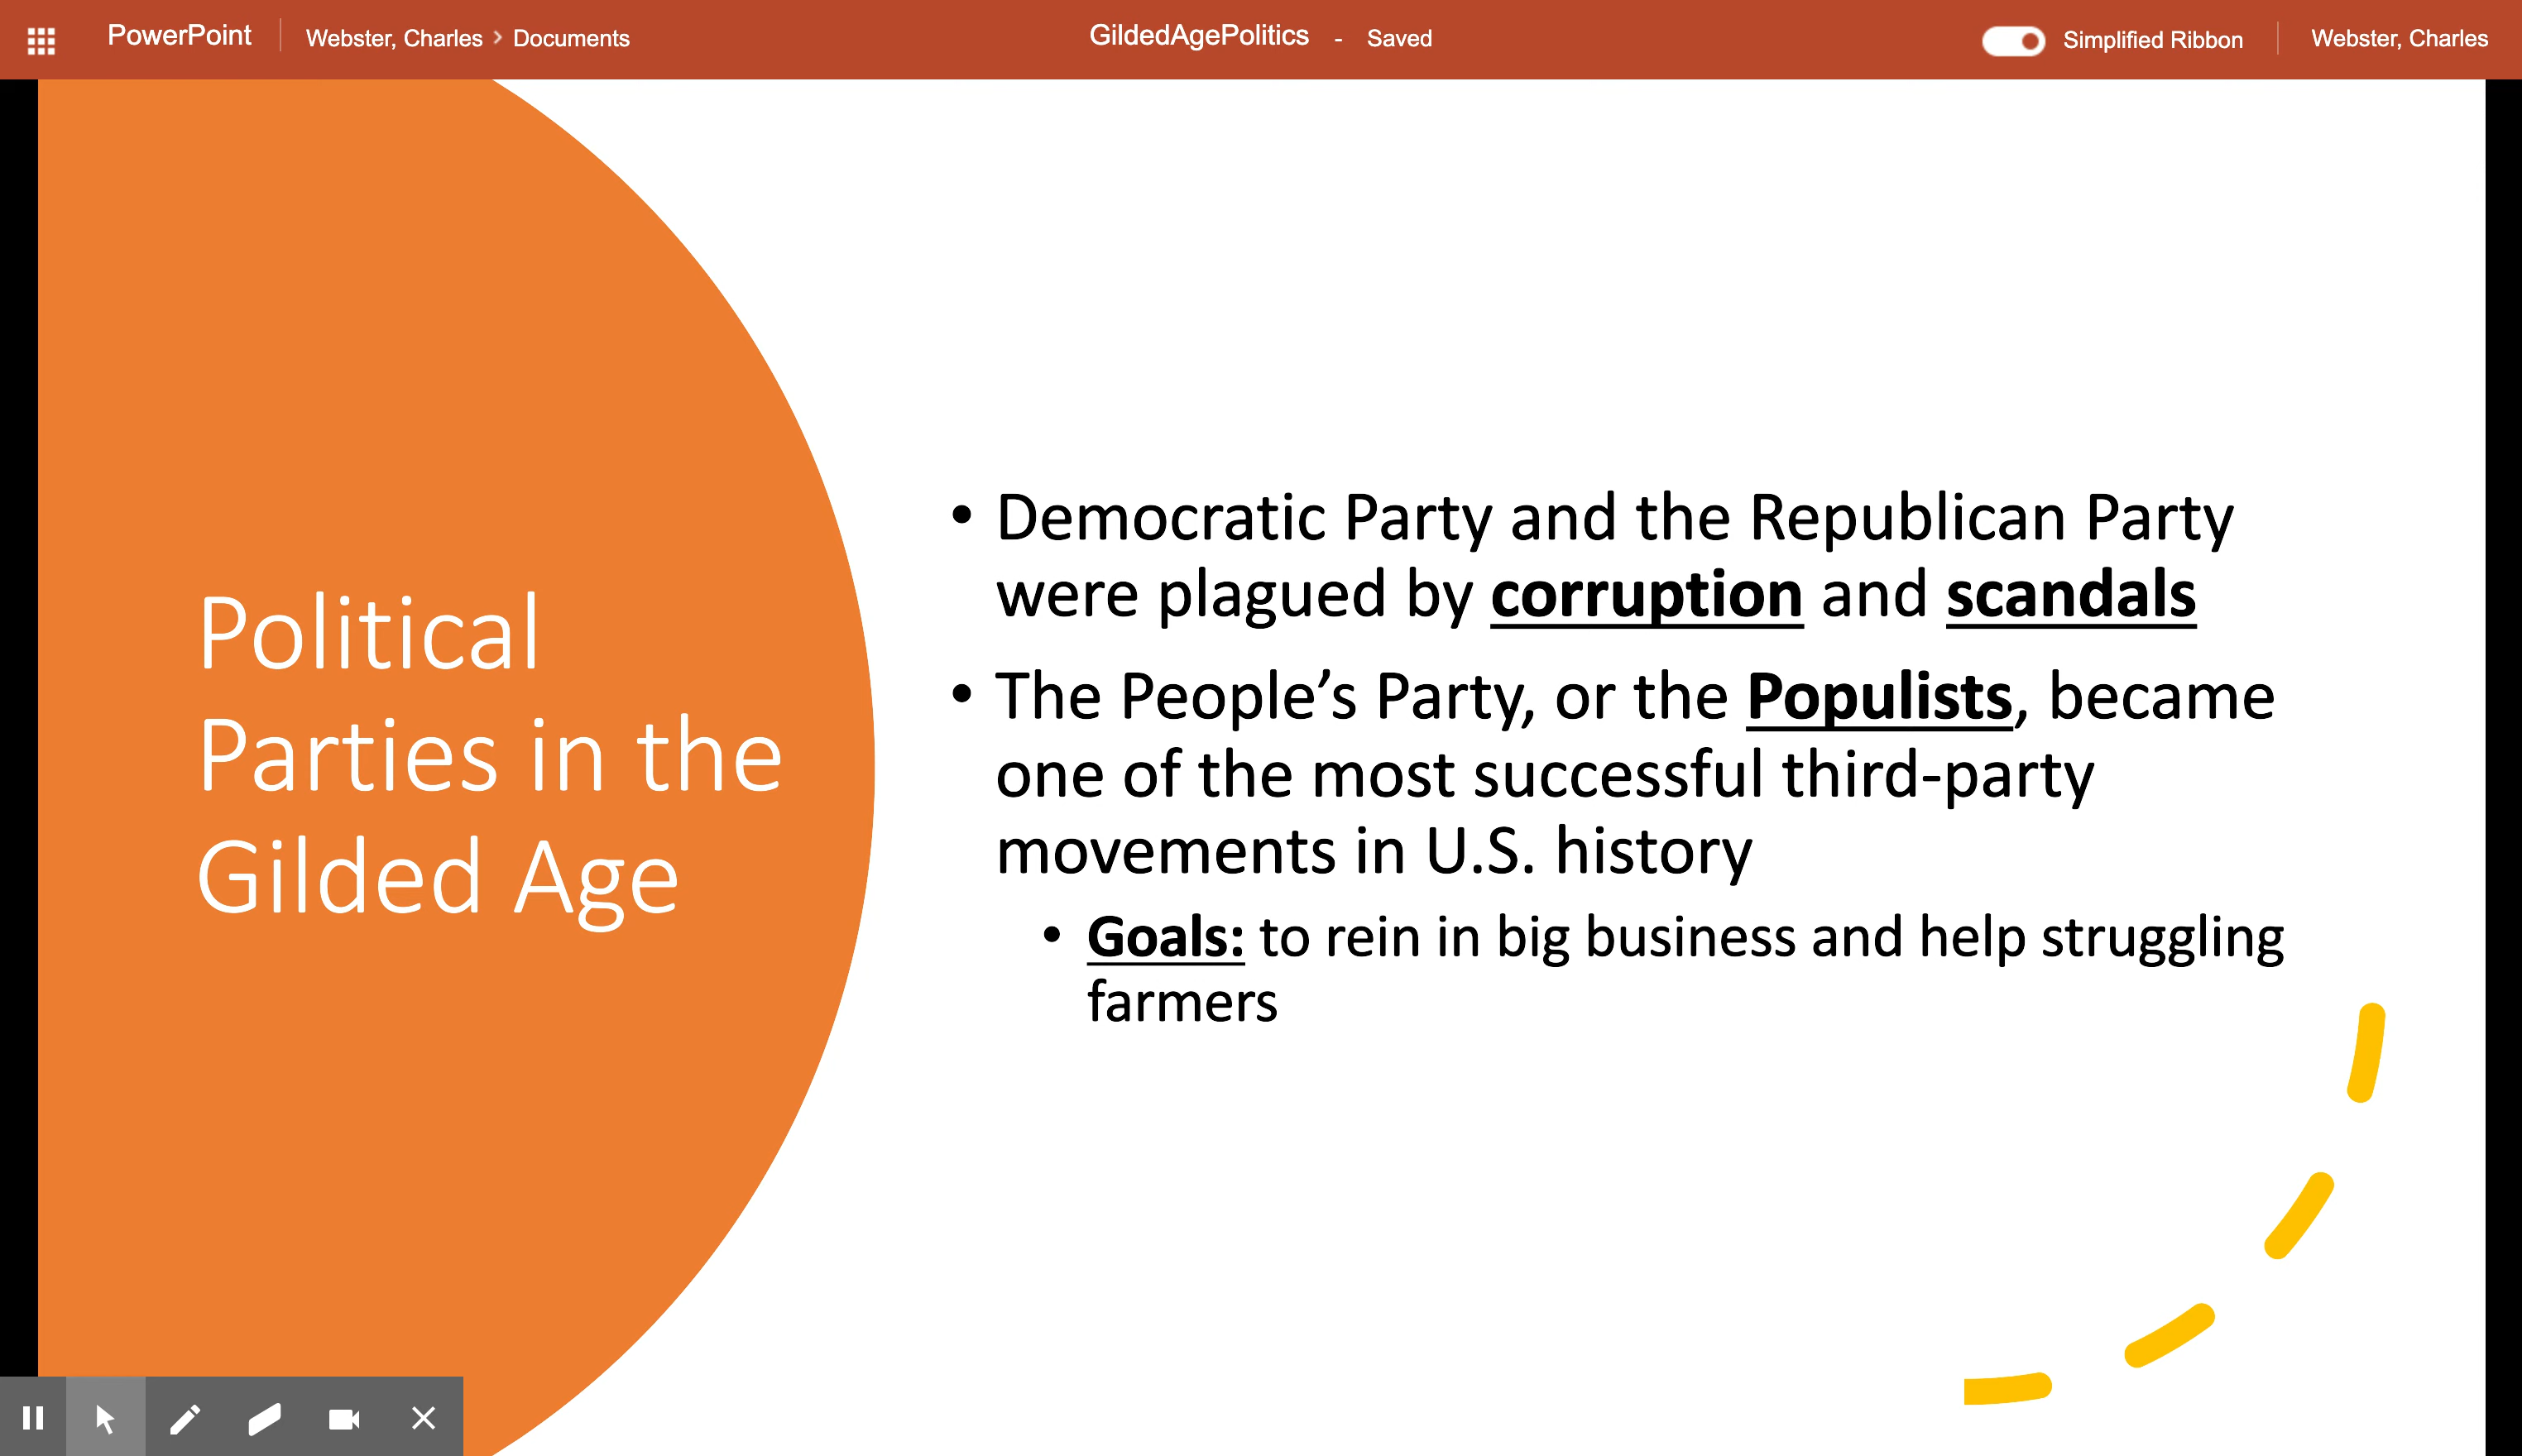 PowerPoint
Webster, Charles > Documents
GildedAgePolitics - Saved
Simplified Ribbon
Webster, Charles
Political
Parties in the
Gilded Age
• Democratic Party and the Republican Party
were plagued by corruption and scandals
• The People’s Party, or the Populists, became
one of the most successful third-party
movements in U.S. history
• Goals: to rein in big business and help struggling
farmers